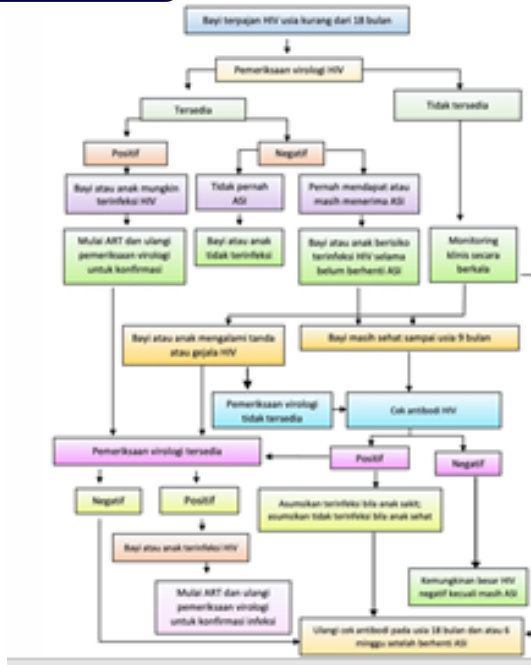 Bayi terpajan HIV usia kurang dari 18 bulan
Pemeriksaan virologi HIV
Tersedia
Tidak tersedia
Positif
Negatif
Bayi atau anak mungkin
terinfeksi HIV
Tidak pernah
ASI
Pernah mendapat atau
masih menerima ASI
Mulai ART dan ulangi
pemeriksaan virologi
untuk konfirmasi
Bayi atau anak
tidak terinfeksi
Bayi atau anak berisiko
terinfeksi HIV selama
belum berhenti ASI
Monitoring
klinis secara
berkala
Bayi atau anak mengalami tanda
atau gejala HIV
Bayi masih sehat sampai usia 9 bulan
Pemeriksaan virologi
tidak tersedia
Cek antibodi HIV
Pemeriksaan virologi tersedia
Positif
Negatif
Negatif
Positif
Asumsikan terinfeksi bila anak sakit;
asumsikan tidak terinfeksi bila anak sehat
Bayi atau anak terinfeksi HIV
Kemungkinan besar HIV
negatif kecuali masih ASI
Mulai ART dan ulangi
pemeriksaan virologi
untuk konfirmasi infeksi
Ulangi cek antibodi pada usia 18 bulan dan atau 6
minggu setelah berhenti ASI